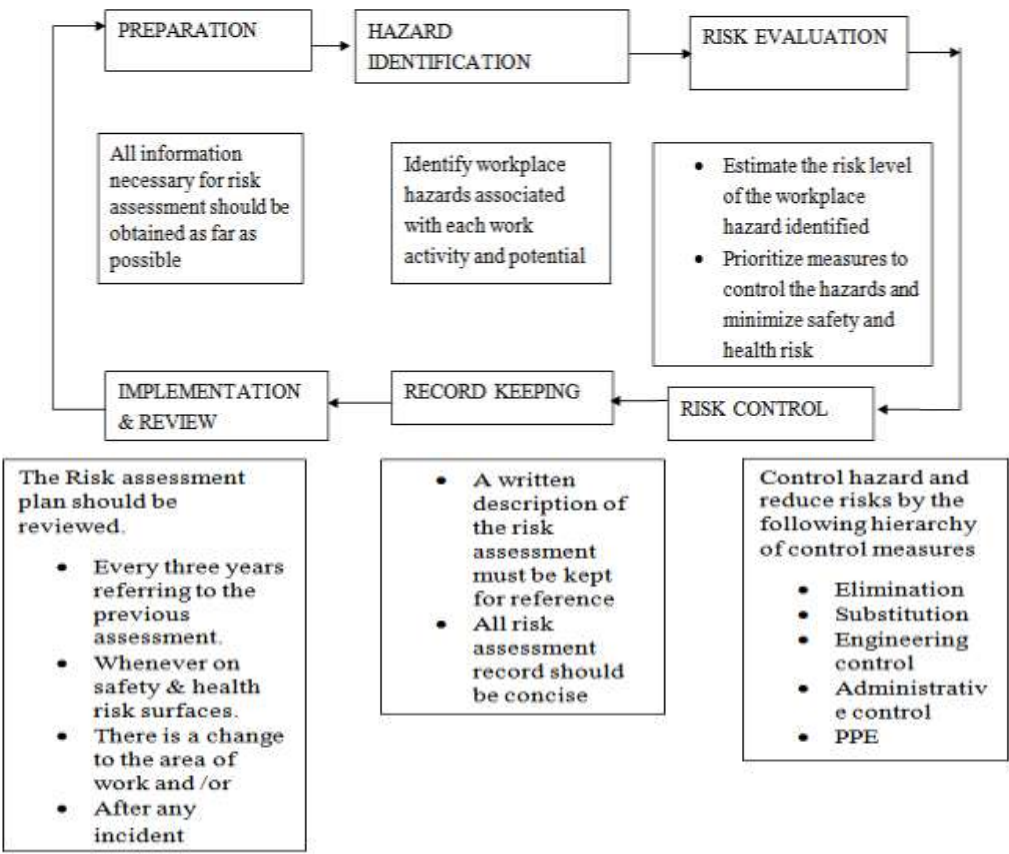 PREPARATION
HAZARD
IDENTIFICATION
RISK EVALUATION
All information
necessary for risk
assessment should be
obtained as far as
possible
Identify workplace
hazards associated
with each work
activity and potential
• Estimate the risk level
of the workplace
hazard identified
• Prioritize measures to
control the hazards and
minimize safety and
health risk
IMPLEMENTATION
& REVIEW
RECORD KEEPING
RISK CONTROL
The Risk assessment
plan should be
reviewed.
• Every three years
referring to the
previous
assessment.
• Whenever on
safety & health
risk surfaces.
• There is a change
to the area of
work and /or
• After any
incident
• A written
description of
the risk
assessment
must be kept
for reference
• All risk
assessment
record should
be concise
Control hazard and
reduce risks by the
following hierarchy
of control measures
• Elimination
• Substitution
• Engineering
control
• Administrativ
e control
• PPE